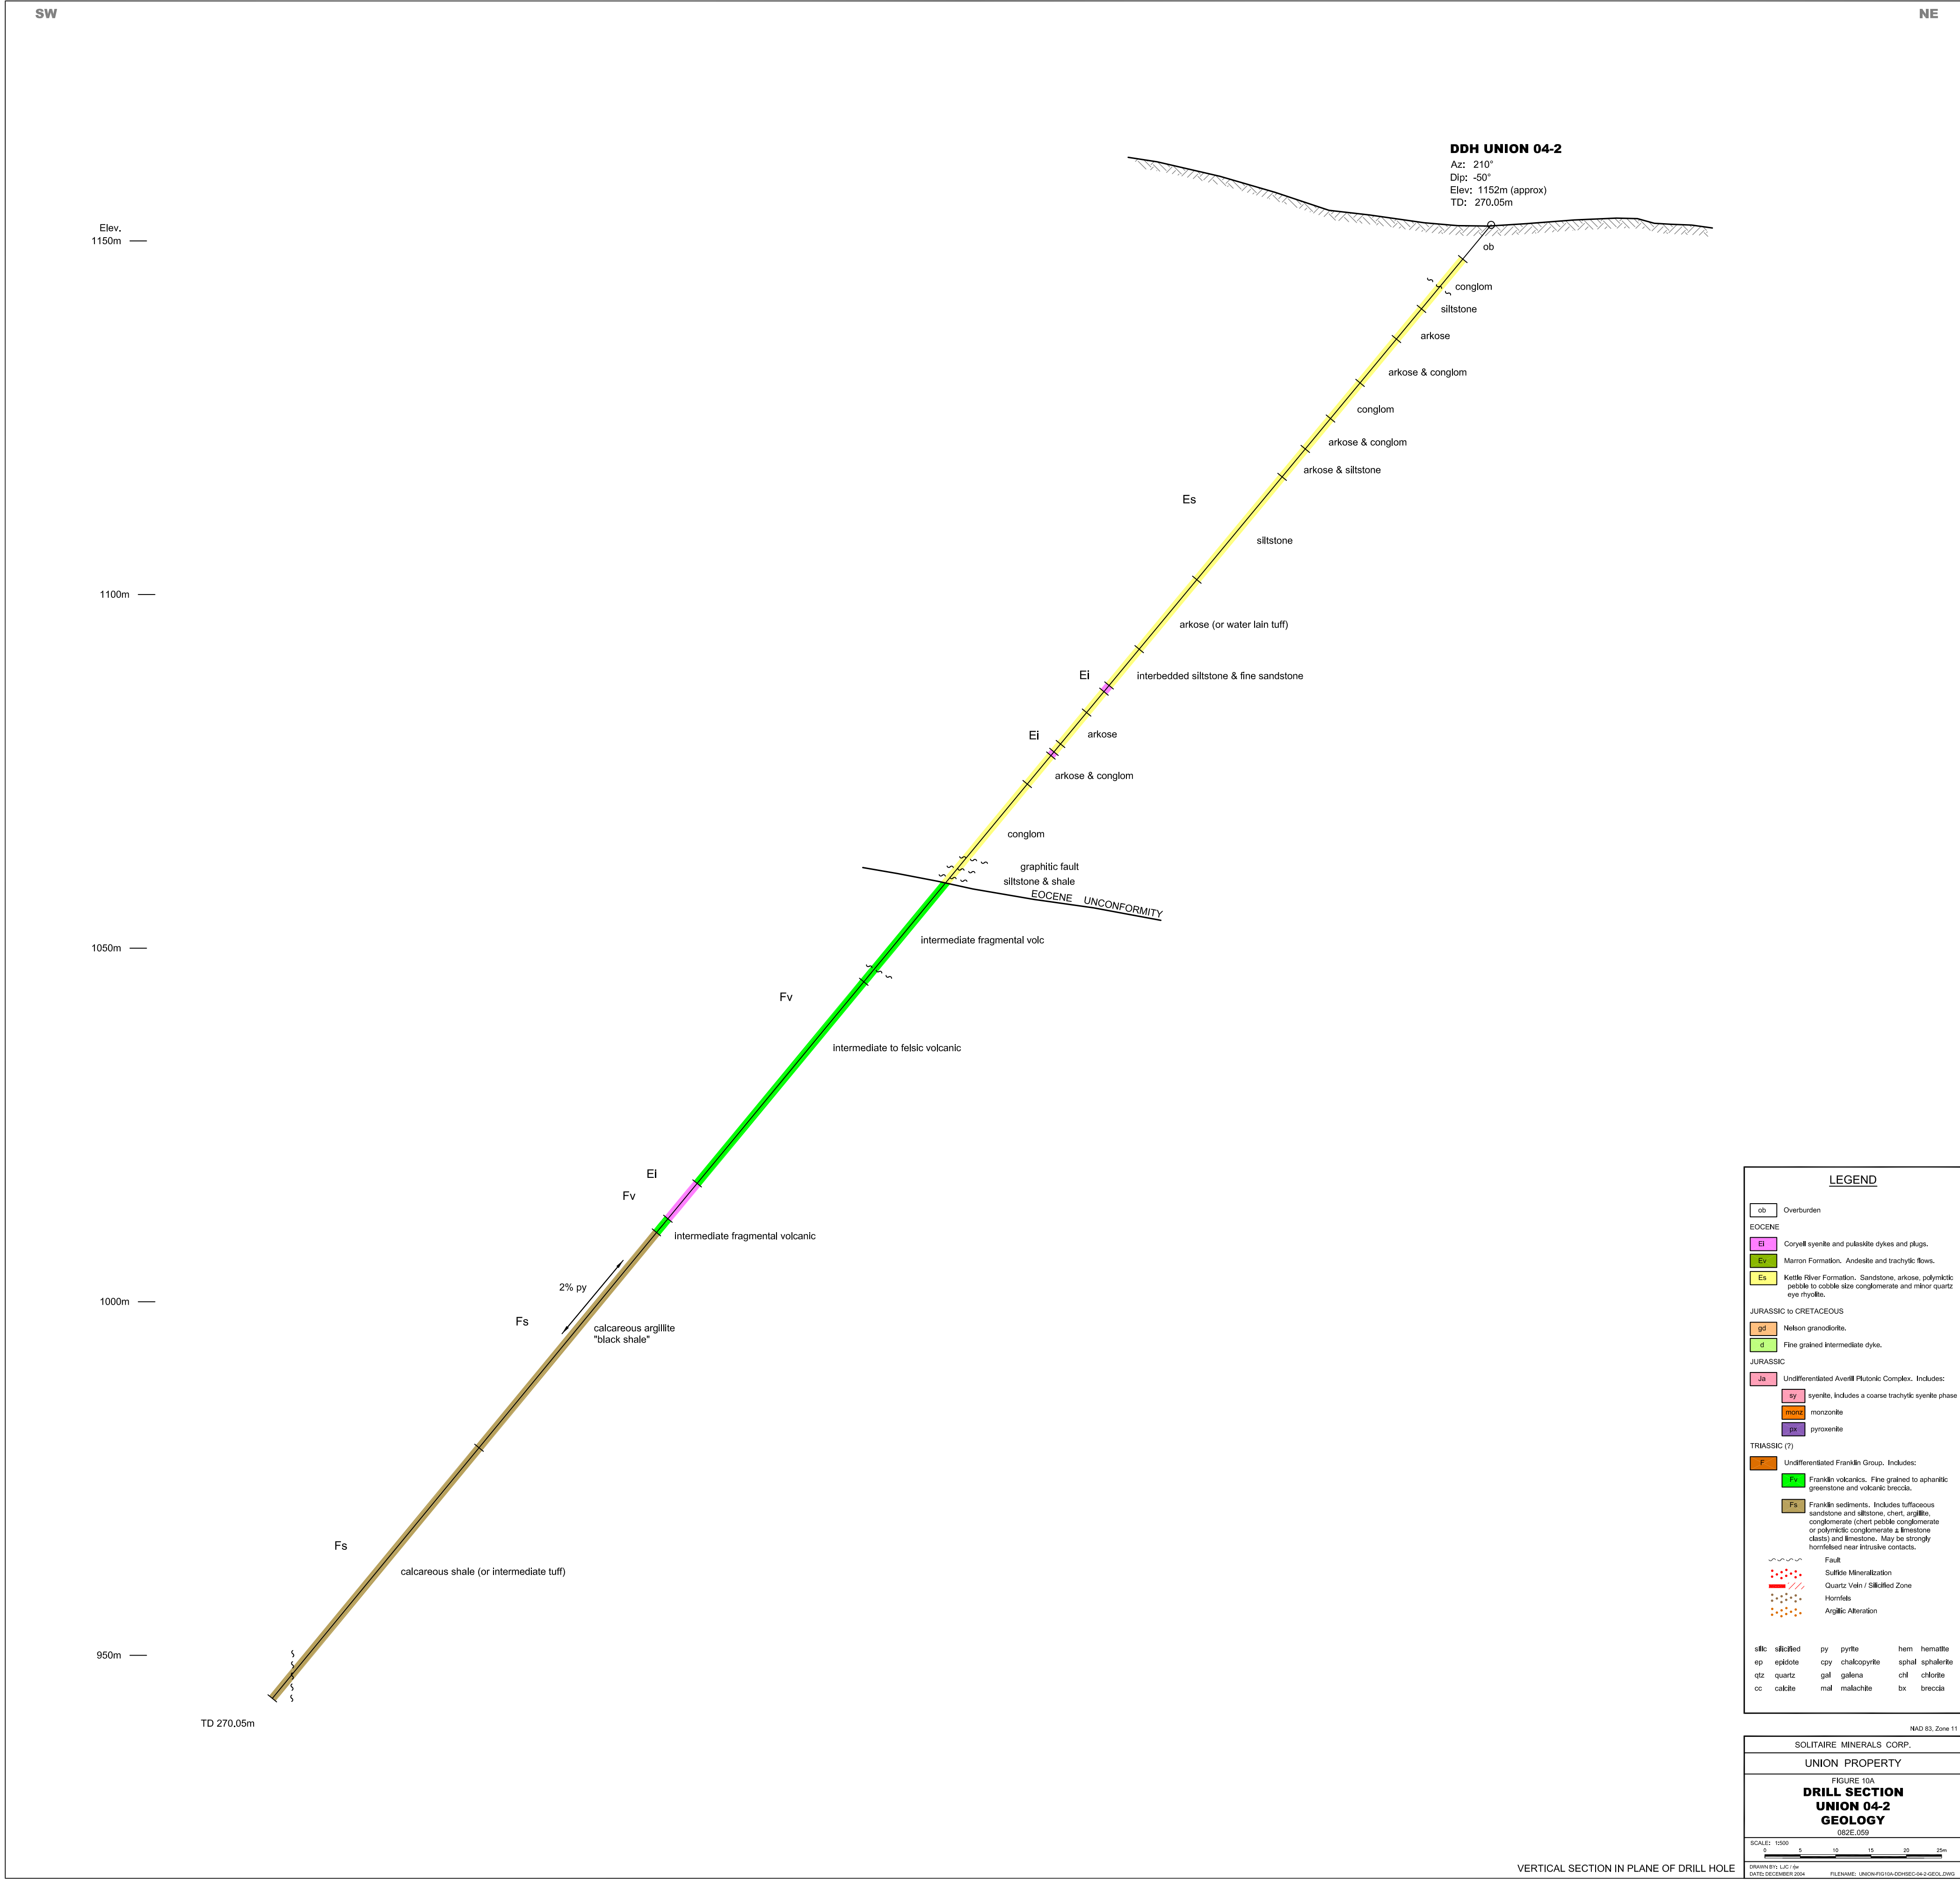 SW
NE
DDH UNION 04-2
Az: 210°
Dip: -50°
Elev: 1152m (approx)
TD: 270.05m
Elev.
1150m
ob
conglom
siltstone
arkose
arkose & conglom
conglom
arkose & conglom
arkose & siltstone
Es
siltstone
1100m
arkose (or water lain tuff)
Ei
interbedded siltstone & fine sandstone
Ei
arkose
arkose & conglom
conglom
graphitic fault
siltstone & shale
EOCENE UNCONFORMITY
intermediate fragmental volc
1050m
Fv
intermediate to felsic volcanic
Ei
Fv
intermediate fragmental volcanic
2% py
1000m
Fs
calcareous argillite
"black shale"
Fs
calcareous shale (or intermediate tuff)
950m
TD 270.05m
LEGEND
ob Overburden
EOCENE
Ei Coryell syenite and pulaskite dykes and plugs.
Ev Marron Formation. Andesite and trachytic flows.
Es Kettle River Formation. Sandstone, arkose, polymictic
pebble to cobble size conglomerate and minor quartz
eye rhyolite.
JURASSIC to CRETACEOUS
gd Nelson granodiorite.
d Fine grained intermediate dyke.
JURASSIC
Ja Undifferentiated Averill Plutonic Complex. Includes:
sy syenite, includes a coarse trachytic syenite phase
monz monzonite
px pyroxenite
TRIASSIC (?)
F Undifferentiated Franklin Group. Includes:
Fv Franklin volcanics. Fine grained to aphanitic
greenstone and volcanic breccia.
Fs Franklin sediments. Includes tuffaceous
sandstone and siltstone, chert, argillite,
conglomerate (chert pebble conglomerate
or polymictic conglomerate ± limestone
clasts) and limestone. May be strongly
hornfelsed near intrusive contacts.
Fault
Sulfide Mineralization
Quartz Vein / Silicified Zone
Hornfels
Argillic Alteration
silic silicified py pyrite hem hematite
ep epidote cpy chalcopyrite sphal sphalerite
qtz quartz gal galena chl chlorite
cc calcite mal malachite bx breccia
NAD 83, Zone 11
SOLITAIRE MINERALS CORP.
UNION PROPERTY
FIGURE 10A
DRILL SECTION
UNION 04-2
GEOLOGY
082E.059
SCALE: 1:500
0 5 10 15 20 25m
VERTICAL SECTION IN PLANE OF DRILL HOLE
DRAWN BY: LJC /
DATE: DECEMBER 2004 FILENAME: UNION-FIG10A-DDHSEC-04-2-GEOL.DWG